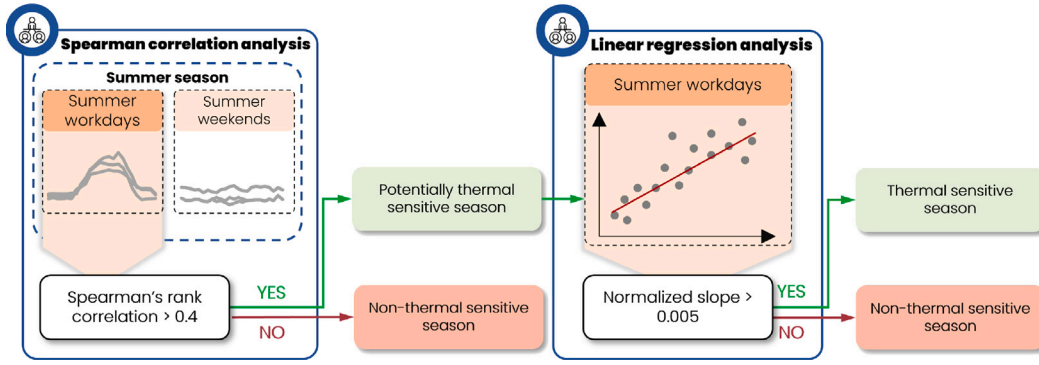 Spearman correlation analysis
Summer season
Summer
workdays
Summer
weekends
Spearman's rank
correlation > 0.4
YES
NO
Potentially thermal
sensitive season
Non-thermal sensitive
season
Linear regression analysis
Summer workdays
Normalized slope >
0.005
YES
NO
Thermal sensitive
season
Non-thermal sensitive
season